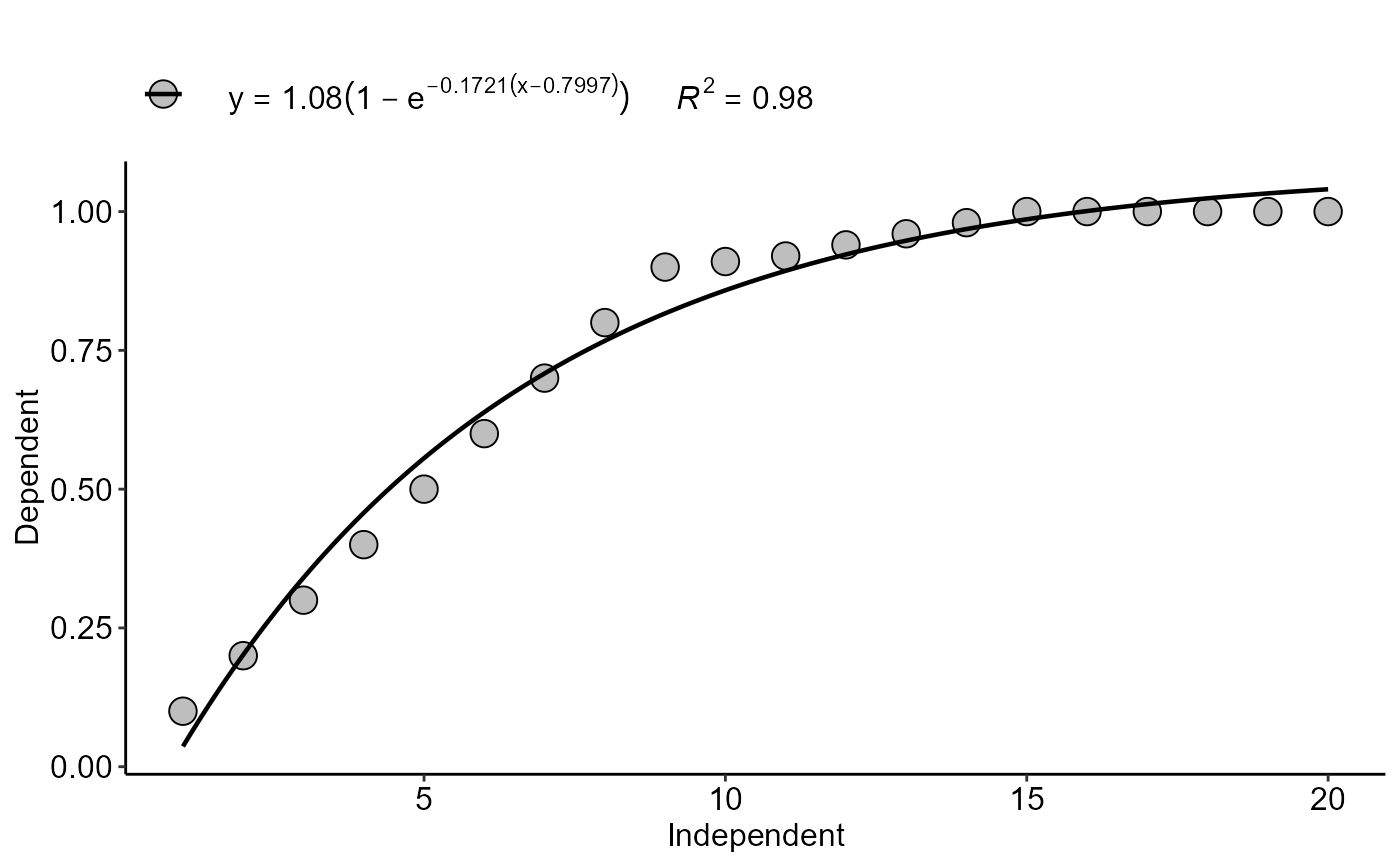 y = 1.08(1 − e^−0.1721(x−0.7997)) R² = 0.98
1.00
0.75
0.50
0.25
0.00
Dependent
5 10 15 20
Independent